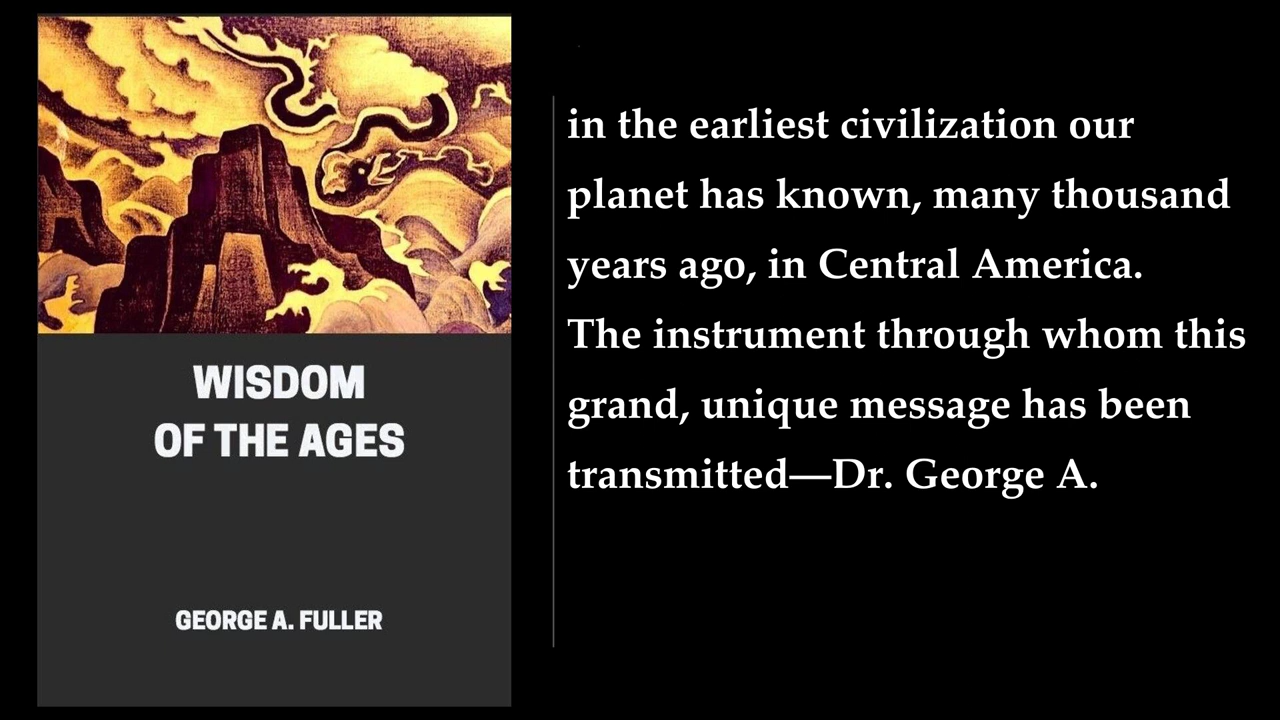 WISDOM
OF THE AGES
GEORGE A. FULLER
in the earliest civilization our
planet has known, many thousand
years ago, in Central America.
The instrument through whom this
grand, unique message has been
transmitted—Dr. George A.